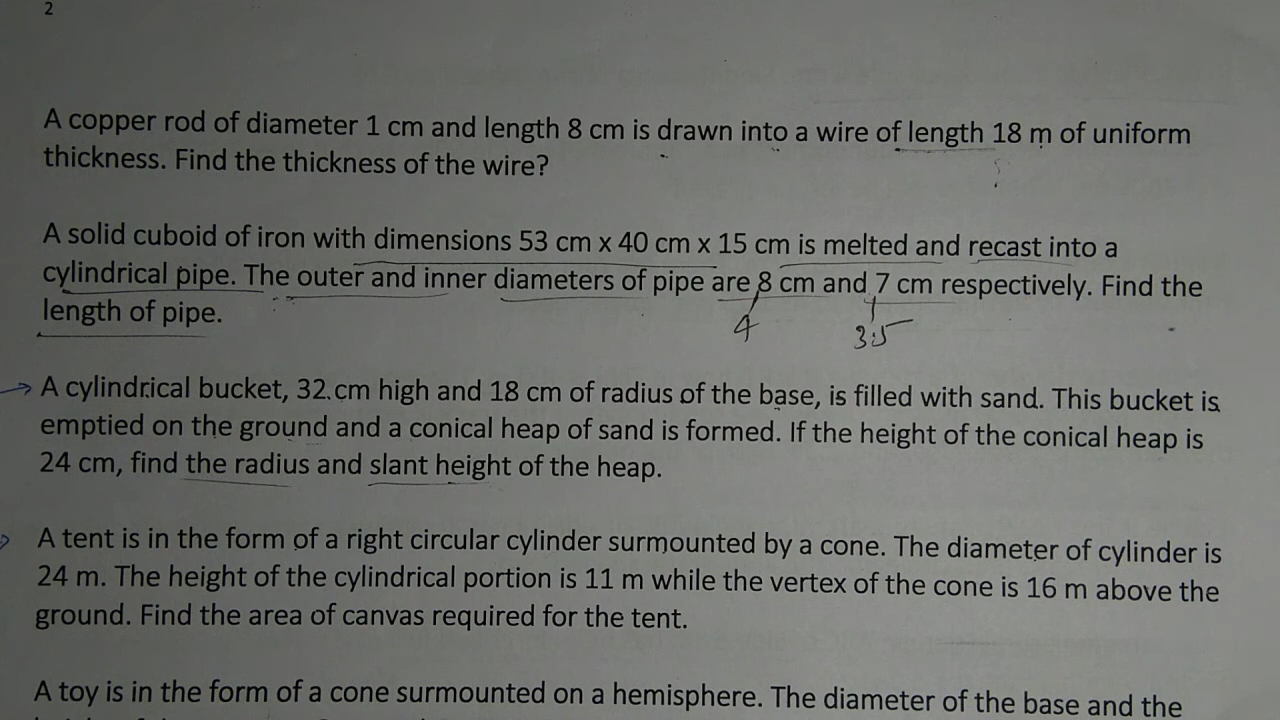 2
A copper rod of diameter 1 cm and length 8 cm is drawn into a wire of length 18 m of uniform
thickness. Find the thickness of the wire?
A solid cuboid of iron with dimensions 53 cm x 40 cm x 15 cm is melted and recast into a
cylindrical pipe. The outer and inner diameters of pipe are 8 cm and 7 cm respectively. Find the
length of pipe.
4 3.5
A cylindrical bucket, 32 cm high and 18 cm of radius of the base, is filled with sand. This bucket is
emptied on the ground and a conical heap of sand is formed. If the height of the conical heap is
24 cm, find the radius and slant height of the heap.
A tent is in the form of a right circular cylinder surmounted by a cone. The diameter of cylinder is
24 m. The height of the cylindrical portion is 11 m while the vertex of the cone is 16 m above the
ground. Find the area of canvas required for the tent.
A toy is in the form of a cone surmounted on a hemisphere. The diameter of the base and the